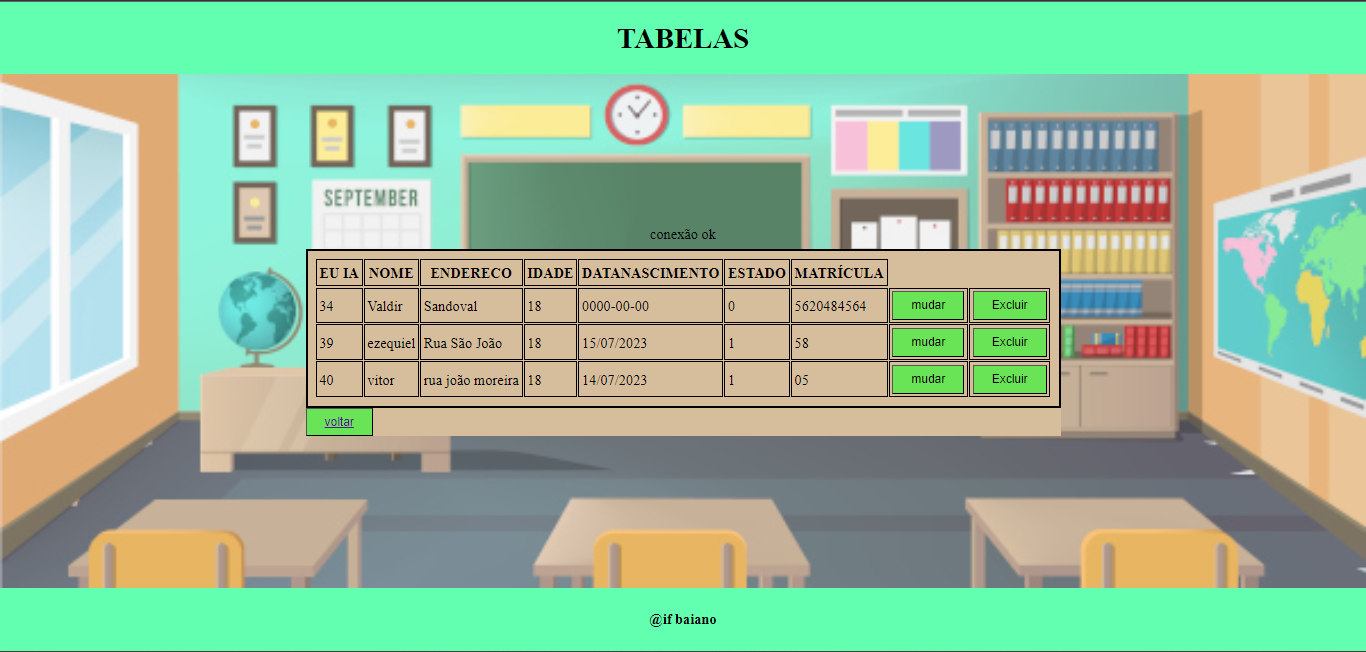 TABELAS
SEPTEMBER
conexão ok
EU IA NOME ENDERECO IDADE DATANASCIMENTO ESTADO MATRÍCULA
34 Valdir Sandoval 18 0000-00-00 0 5620484564 mudar Excluir
39 ezequiel Rua São João 18 15/07/2023 1 58 mudar Excluir
40 vitor rua joão moreira 18 14/07/2023 1 05 mudar Excluir
voltar
@if baiano